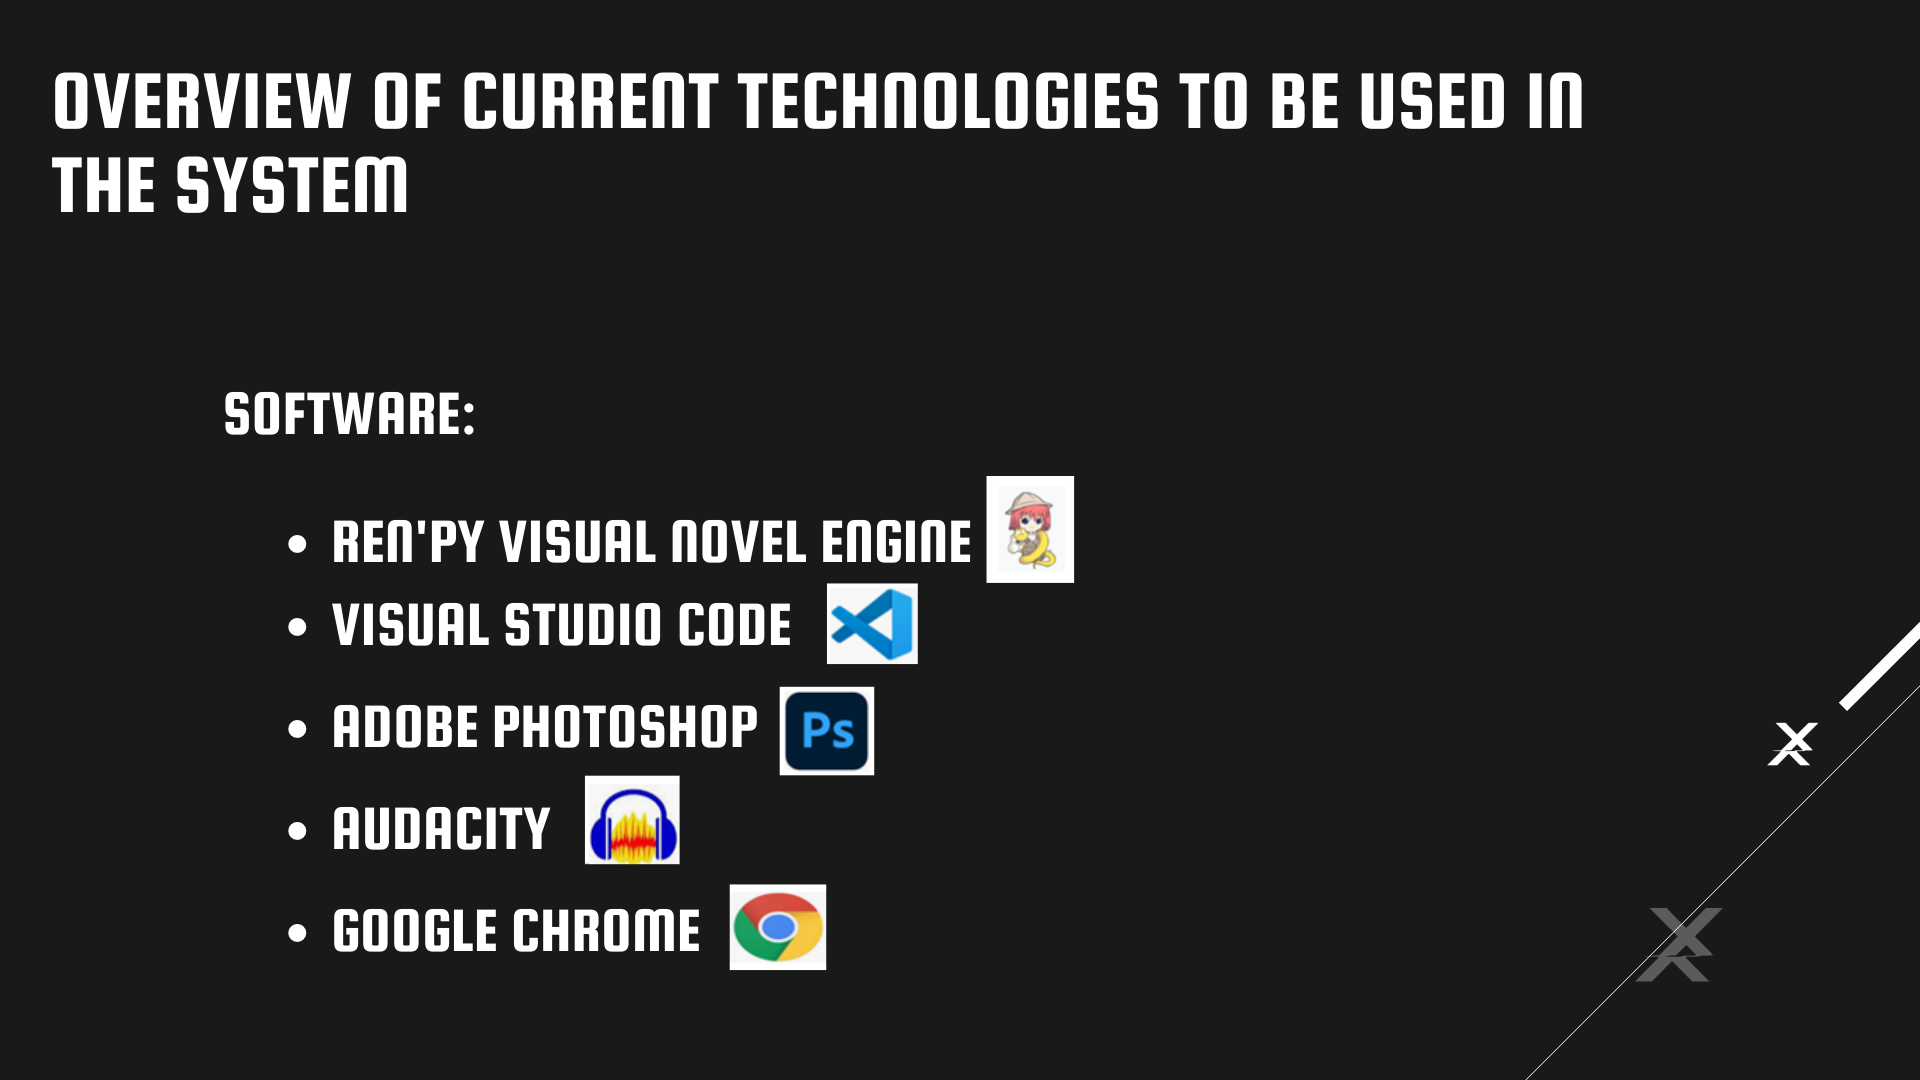 OVERVIEW OF CURRENT TECHNOLOGIES TO BE USED IN
THE SYSTEM
SOFTWARE:
• REN'PY VISUAL NOVEL ENGINE
• VISUAL STUDIO CODE
• ADOBE PHOTOSHOP
Ps
• AUDACITY
• GOOGLE CHROME